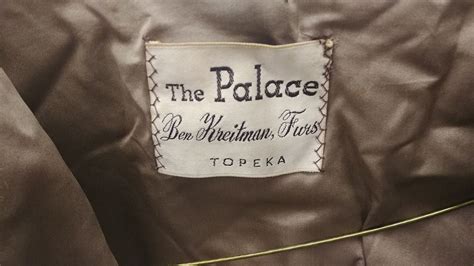 The Palace
Ben Kreitman, Furs
TOPEKA